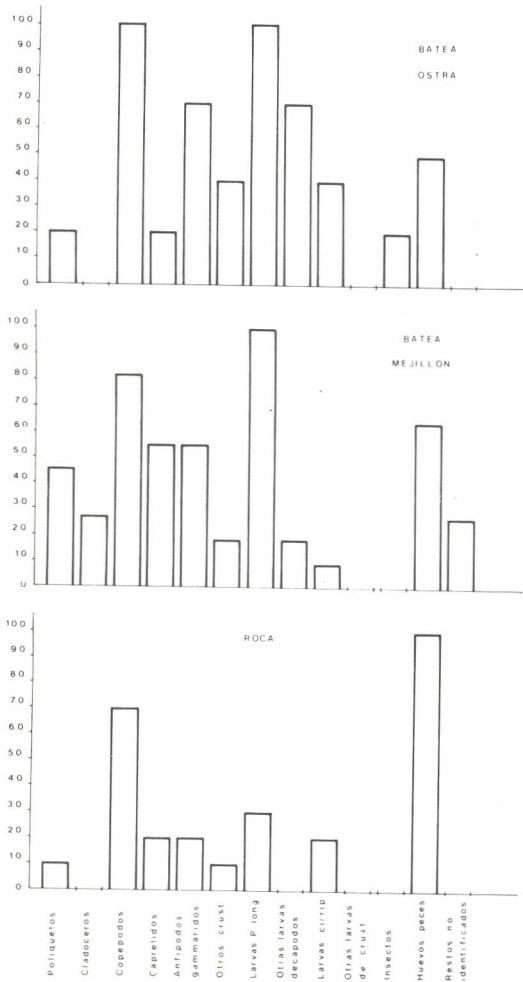 100
90
80
70
60
50
40
30
20
10
0
BATEA
OSTRA
100
90
80
70
60
50
40
30
20
10
0
BATEA
MEJILLON
100
90
80
70
60
50
40
30
20
10
0
ROCA
Poliquetos
Cladoceros
Copepodos
Caprelidos
Anfipodos
gammaridos
Otros crust
Larvas P long
Otras larvas
decapodos
Larvas cirrip
Otras larvas
de crust
Insectos
Huevos peces
Restos no
identificados